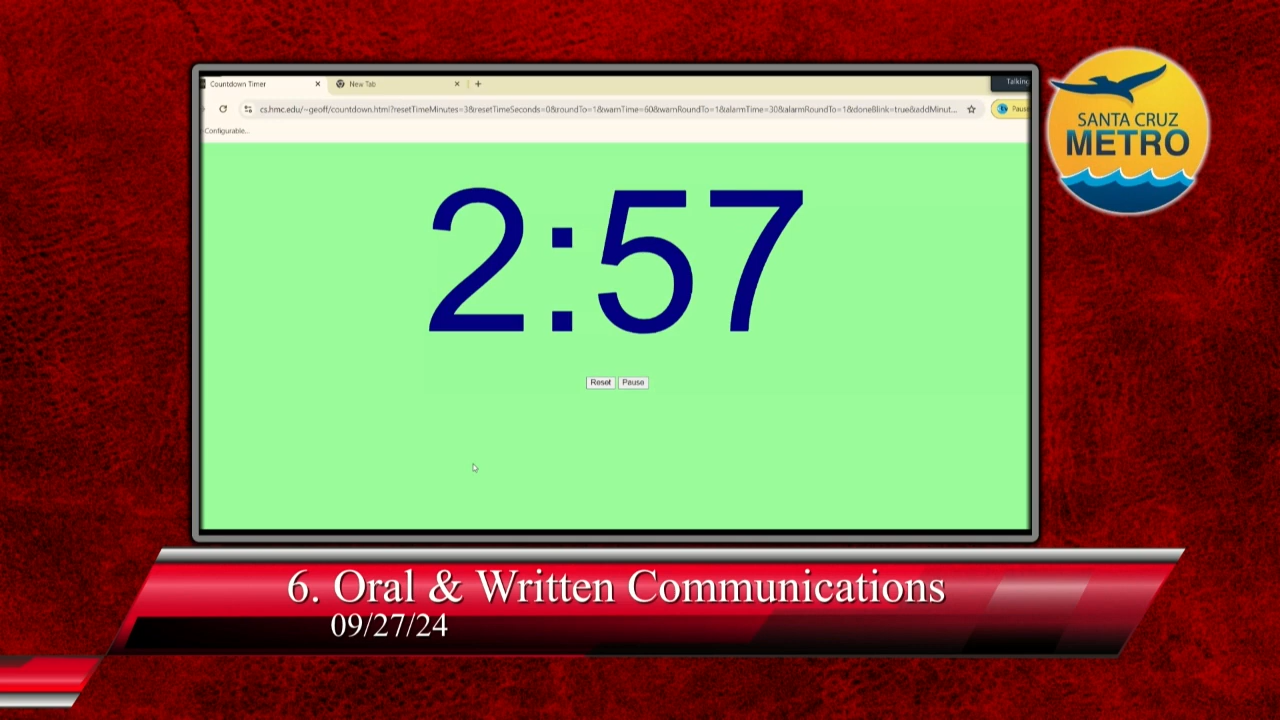 Countdown Timer
New Tab
Talking
cs.hmc.edu/~geoff/countdown.html?resetTimeMinutes=3&resetTimeSeconds=0&roundTo=1&warnTime=60&warnRoundTo=1&alarmTime=30&alarmRoundTo=1&doneBlink=true&addMinut...
Paus
Configurable...
SANTA CRUZ
METRO
2:57
Reset Pause
6. Oral & Written Communications
09/27/24